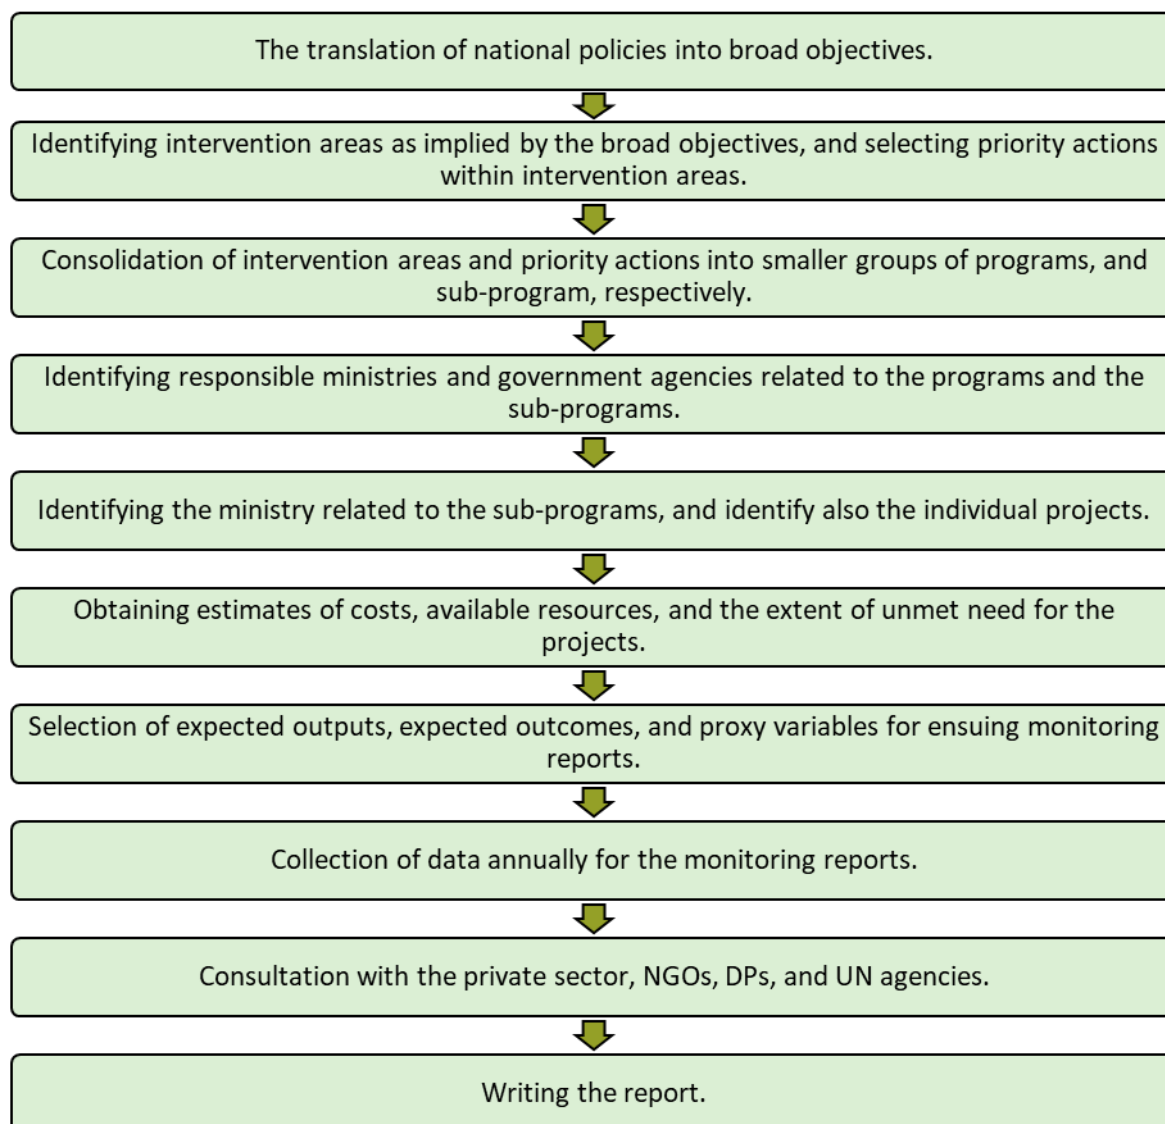 The translation of national policies into broad objectives.
Identifying intervention areas as implied by the broad objectives, and selecting priority actions
within intervention areas.
Consolidation of intervention areas and priority actions into smaller groups of programs, and
sub-program, respectively.
Identifying responsible ministries and government agencies related to the programs and the
sub-programs.
Identifying the ministry related to the sub-programs, and identify also the individual projects.
Obtaining estimates of costs, available resources, and the extent of unmet need for the
projects.
Selection of expected outputs, expected outcomes, and proxy variables for ensuing monitoring
reports.
Collection of data annually for the monitoring reports.
Consultation with the private sector, NGOs, DPs, and UN agencies.
Writing the report.